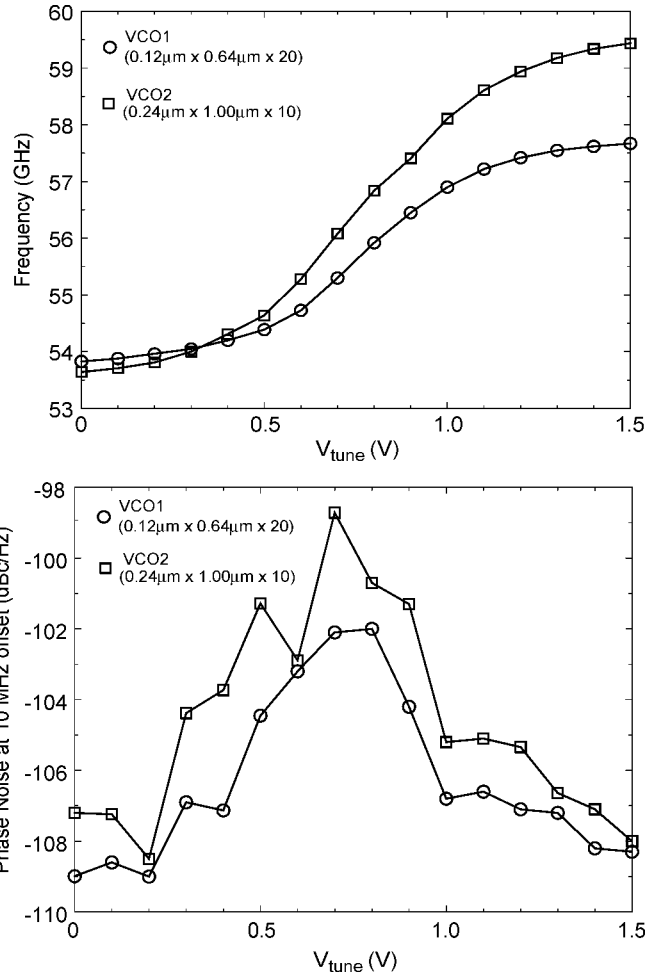 60
59
58
57
56
55
54
53
Frequency (GHz)
VCO1
(0.12μm x 0.64μm x 20)
VCO2
(0.24μm x 1.00μm x 10)
0 0.5 1.0 1.5
Vtune (V)
-98
-100
-102
-104
-106
-108
-110
Phase Noise at 10 MHz offset (dBc/Hz)
VCO1
(0.12μm x 0.64μm x 20)
VCO2
(0.24μm x 1.00μm x 10)
0 0.5 1.0 1.5
Vtune (V)